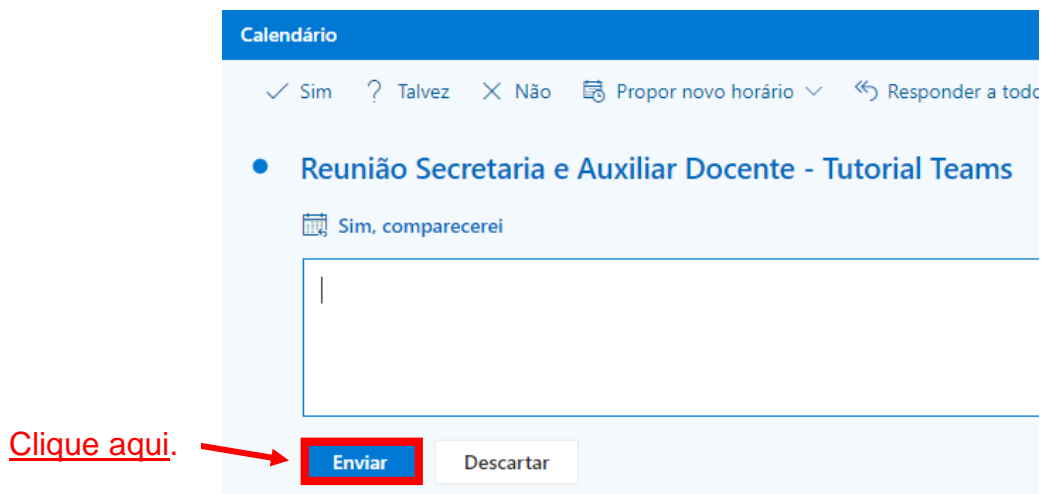 Calendário
Sim ? Talvez Não Propor novo horário Responder a todo
Reunião Secretaria e Auxiliar Docente - Tutorial Teams
Sim, comparecerei
Clique aqui.
Enviar Descartar